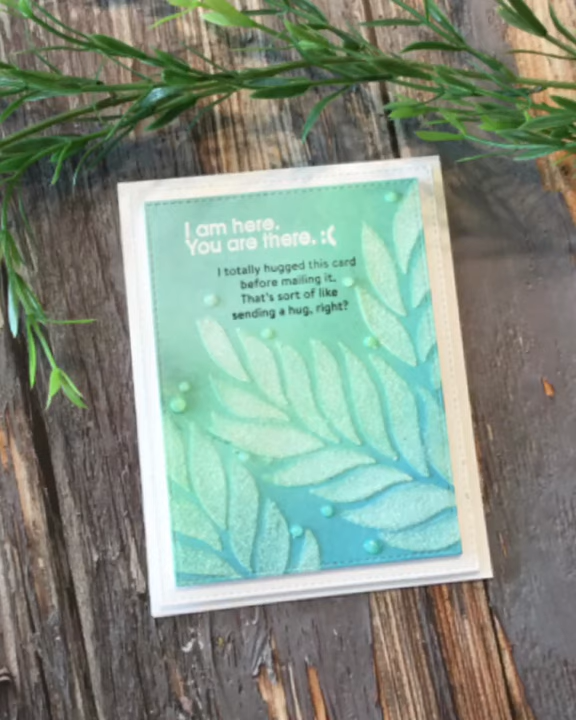 I am here.
You are there. :(
I totally hugged this card
before mailing it.
That's sort of like
sending a hug, right?